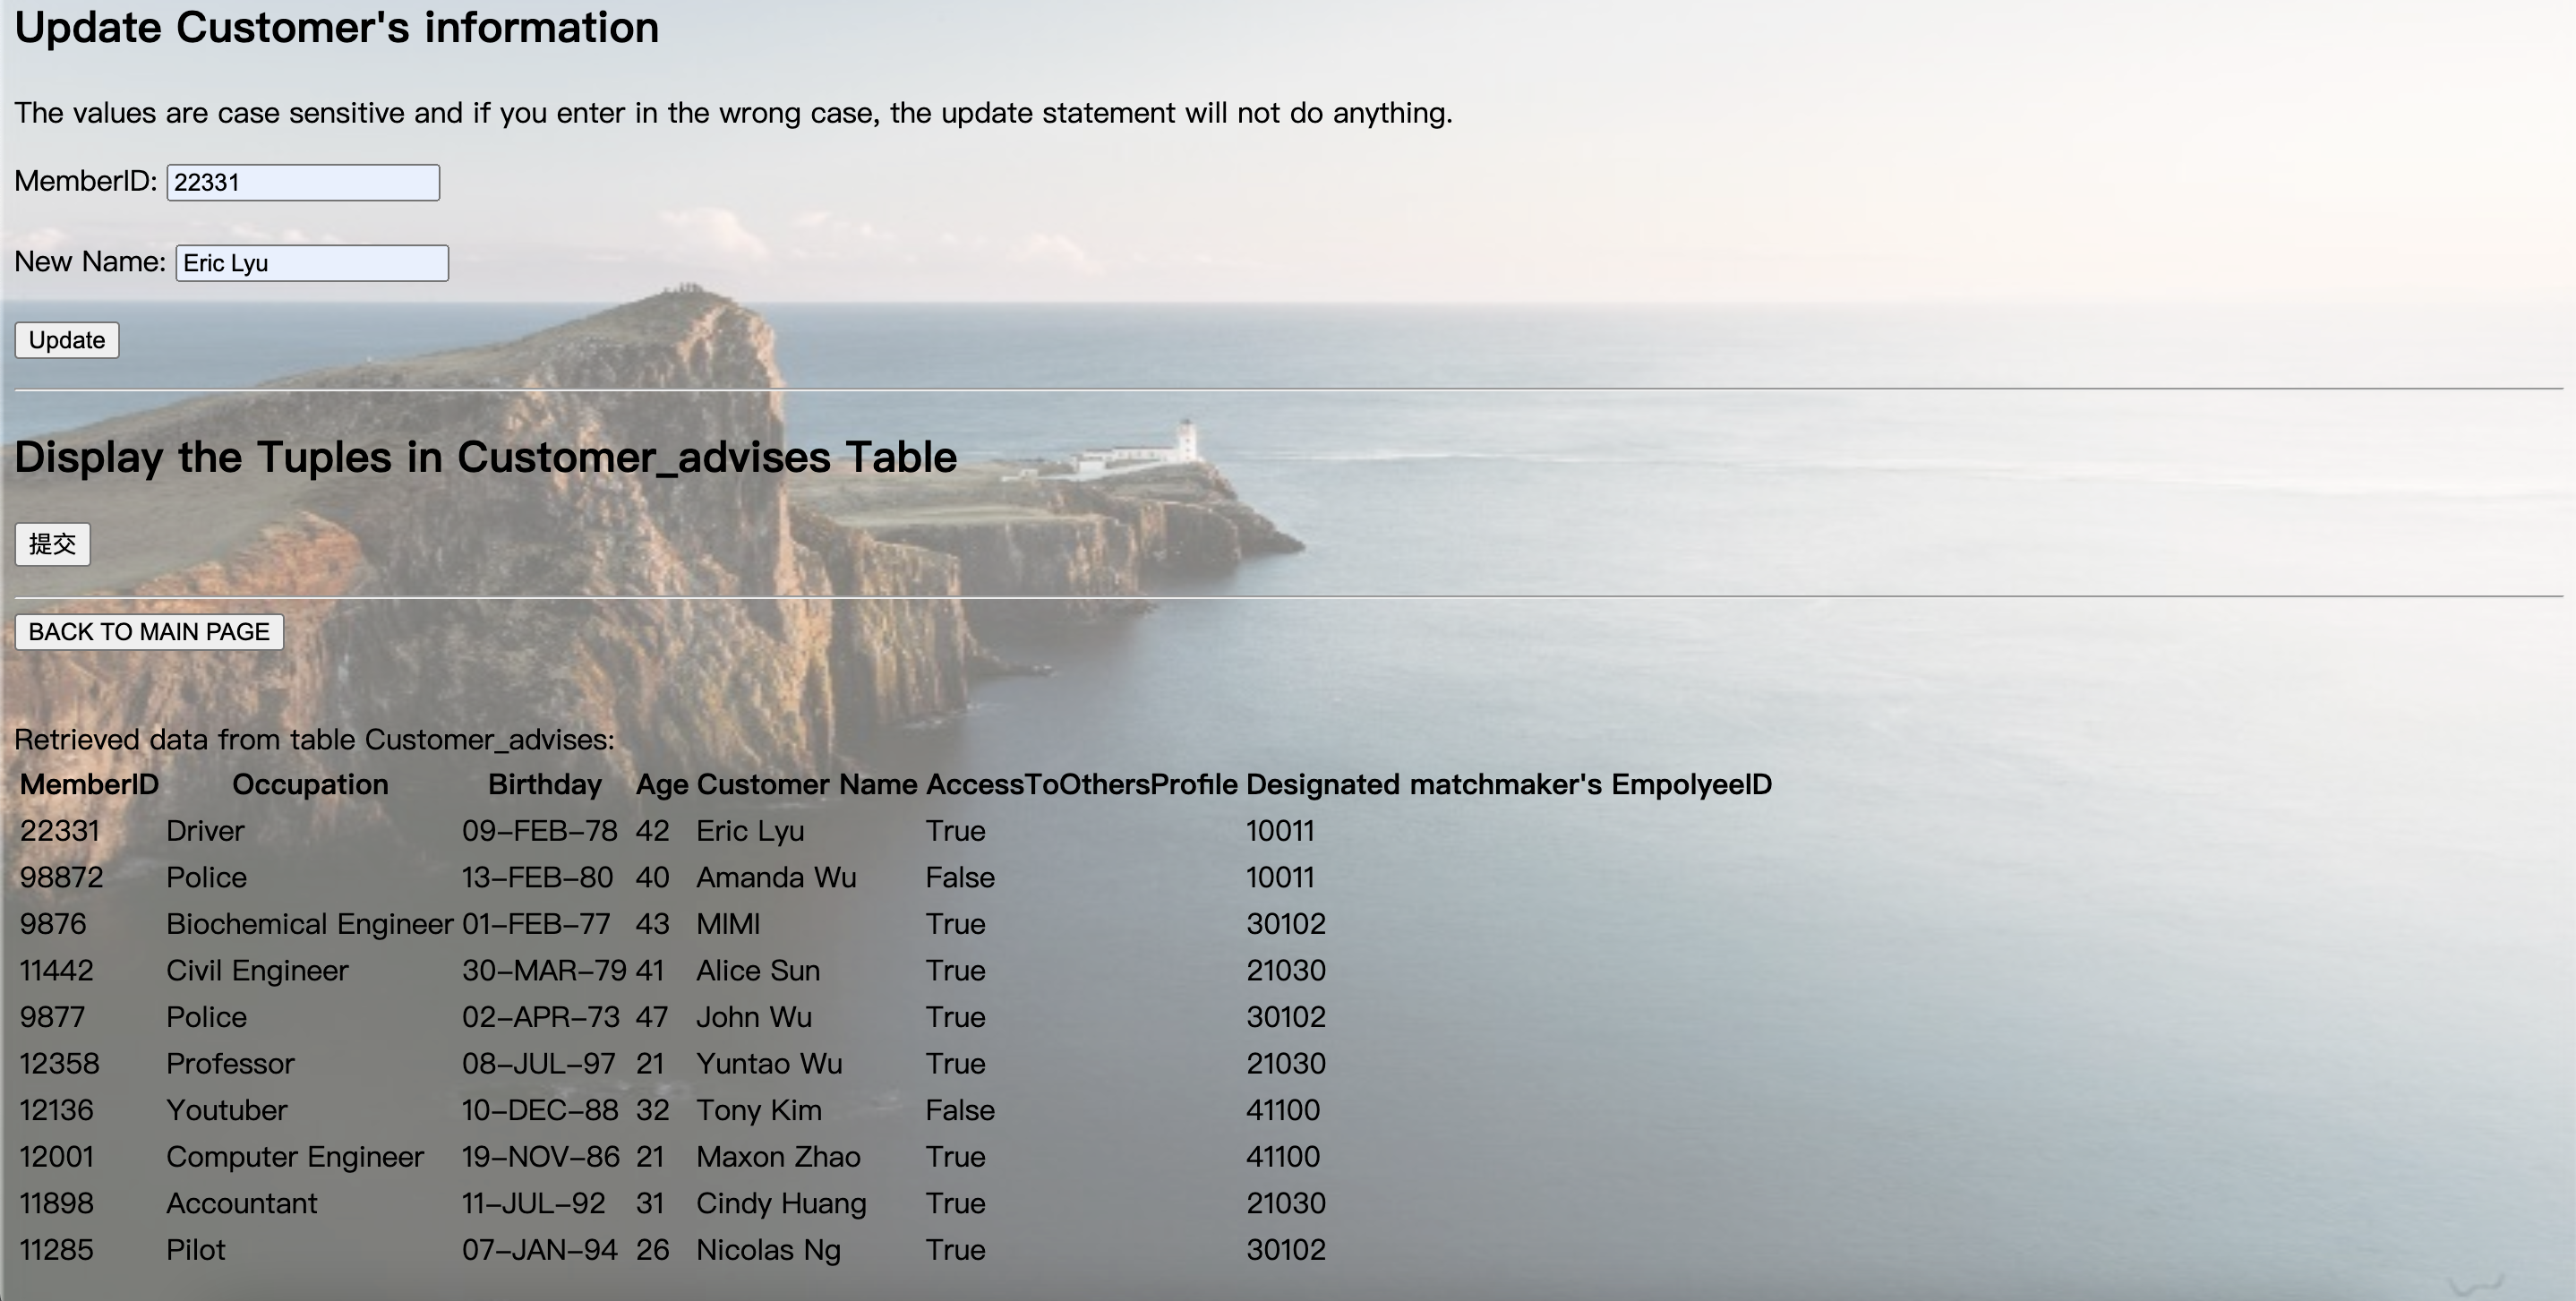 Update Customer's information
The values are case sensitive and if you enter in the wrong case, the update statement will not do anything.
MemberID: 22331
New Name: Eric Lyu
Update
Display the Tuples in Customer_advises Table
提交
BACK TO MAIN PAGE
Retrieved data from table Customer_advises:
MemberID Occupation Birthday Age Customer Name AccessToOthersProfile Designated matchmaker's EmpolyeeID
22331 Driver 09-FEB-78 42 Eric Lyu True 10011
98872 Police 13-FEB-80 40 Amanda Wu False 10011
9876 Biochemical Engineer 01-FEB-77 43 MIMI True 30102
11442 Civil Engineer 30-MAR-79 41 Alice Sun True 21030
9877 Police 02-APR-73 47 John Wu True 30102
12358 Professor 08-JUL-97 21 Yuntao Wu True 21030
12136 Youtuber 10-DEC-88 32 Tony Kim False 41100
12001 Computer Engineer 19-NOV-86 21 Maxon Zhao True 41100
11898 Accountant 11-JUL-92 31 Cindy Huang True 21030
11285 Pilot 07-JAN-94 26 Nicolas Ng True 30102